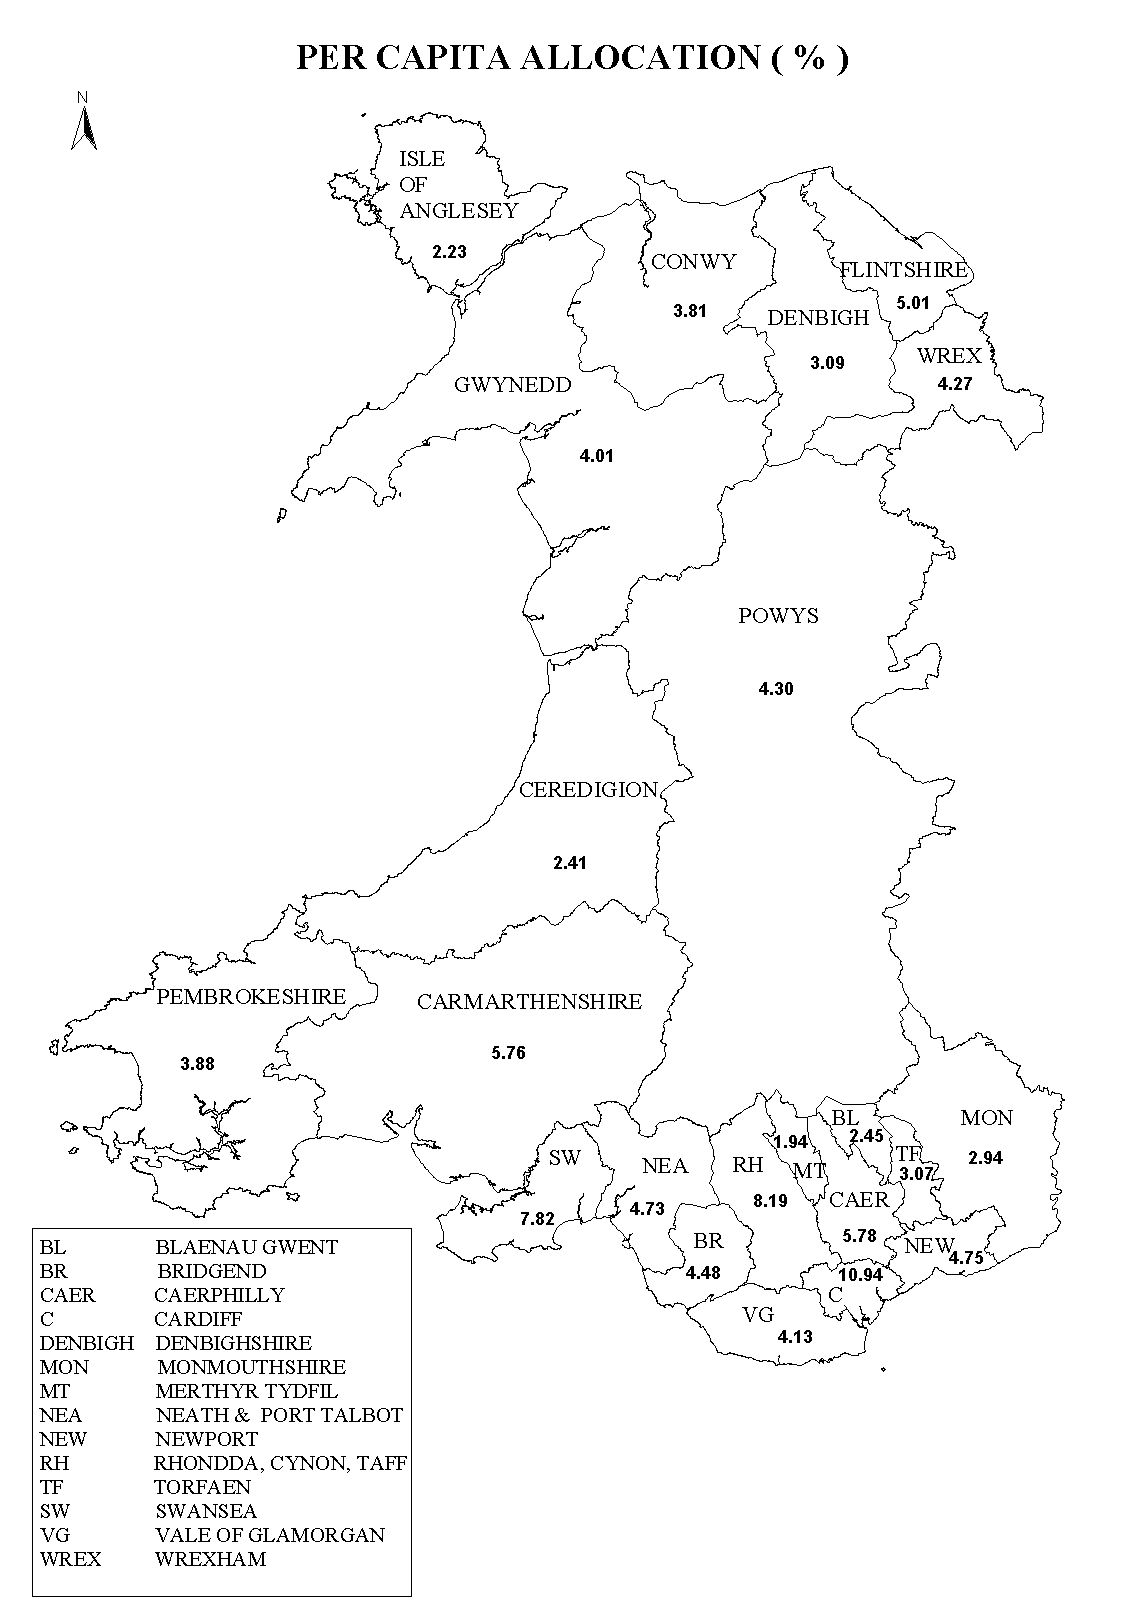 PER CAPITA ALLOCATION ( % )
N
ISLE
OF
ANGLESEY
2.23
CONWY
3.81
FLINTSHIRE
5.01
DENBIGH
3.09
WREX
4.27
GWYNEDD
4.01
POWYS
4.30
CEREDIGION
2.41
PEMBROKESHIRE
3.88
CARMARTHENSHIRE
5.76
SW
7.82
NEA
4.73
BR
4.48
RH
8.19
1.94
MT
BL
2.45
TF
3.07
MON
2.94
CAER
5.78
NEW
4.75
10.94
C
VG
4.13
BL BLAENAU GWENT
BR BRIDGEND
CAER CAERPHILLY
C CARDIFF
DENBIGH DENBIGHSHIRE
MON MONMOUTHSHIRE
MT MERTHYR TYDFIL
NEA NEATH & PORT TALBOT
NEW NEWPORT
RH RHONDDA, CYNON, TAFF
TF TORFAEN
SW SWANSEA
VG VALE OF GLAMORGAN
WREX WREXHAM